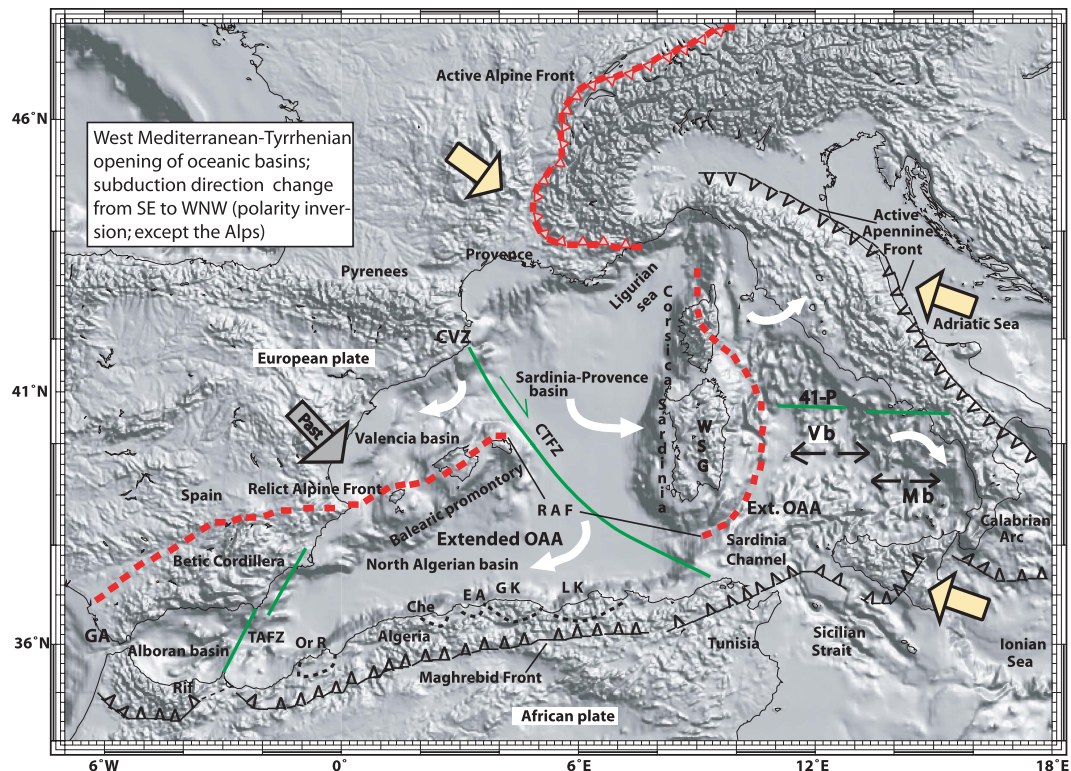 Active Alpine Front
46°N
West Mediterranean-Tyrrhenian
opening of oceanic basins;
subduction direction change
from SE to WNW (polarity inver-
sion; except the Alps)
Active
Apennines
Front
Provence
Pyrenees
Ligurian
sea
Corsica
Sardinia
Adriatic Sea
CVZ
European plate
Sardinia-Provence
basin
41°N
41-P
Past
Valencia basin
CTFZ
WSG
Vb
Mb
Spain
Relict Alpine Front
Balearic promontory
RAF
Ext. OAA
Extended OAA
Sardinia
Channel
Calabrian
Arc
Betic Cordillera
North Algerian basin
GK
EA
LK
Che
GA
TAFZ
Or R
Algeria
Tunisia
Sicilian
Strait
Ionian
Sea
36°N
Alboran basin
Maghrebid Front
Rif
African plate
6°W
0°
6°E
12°E
18°E